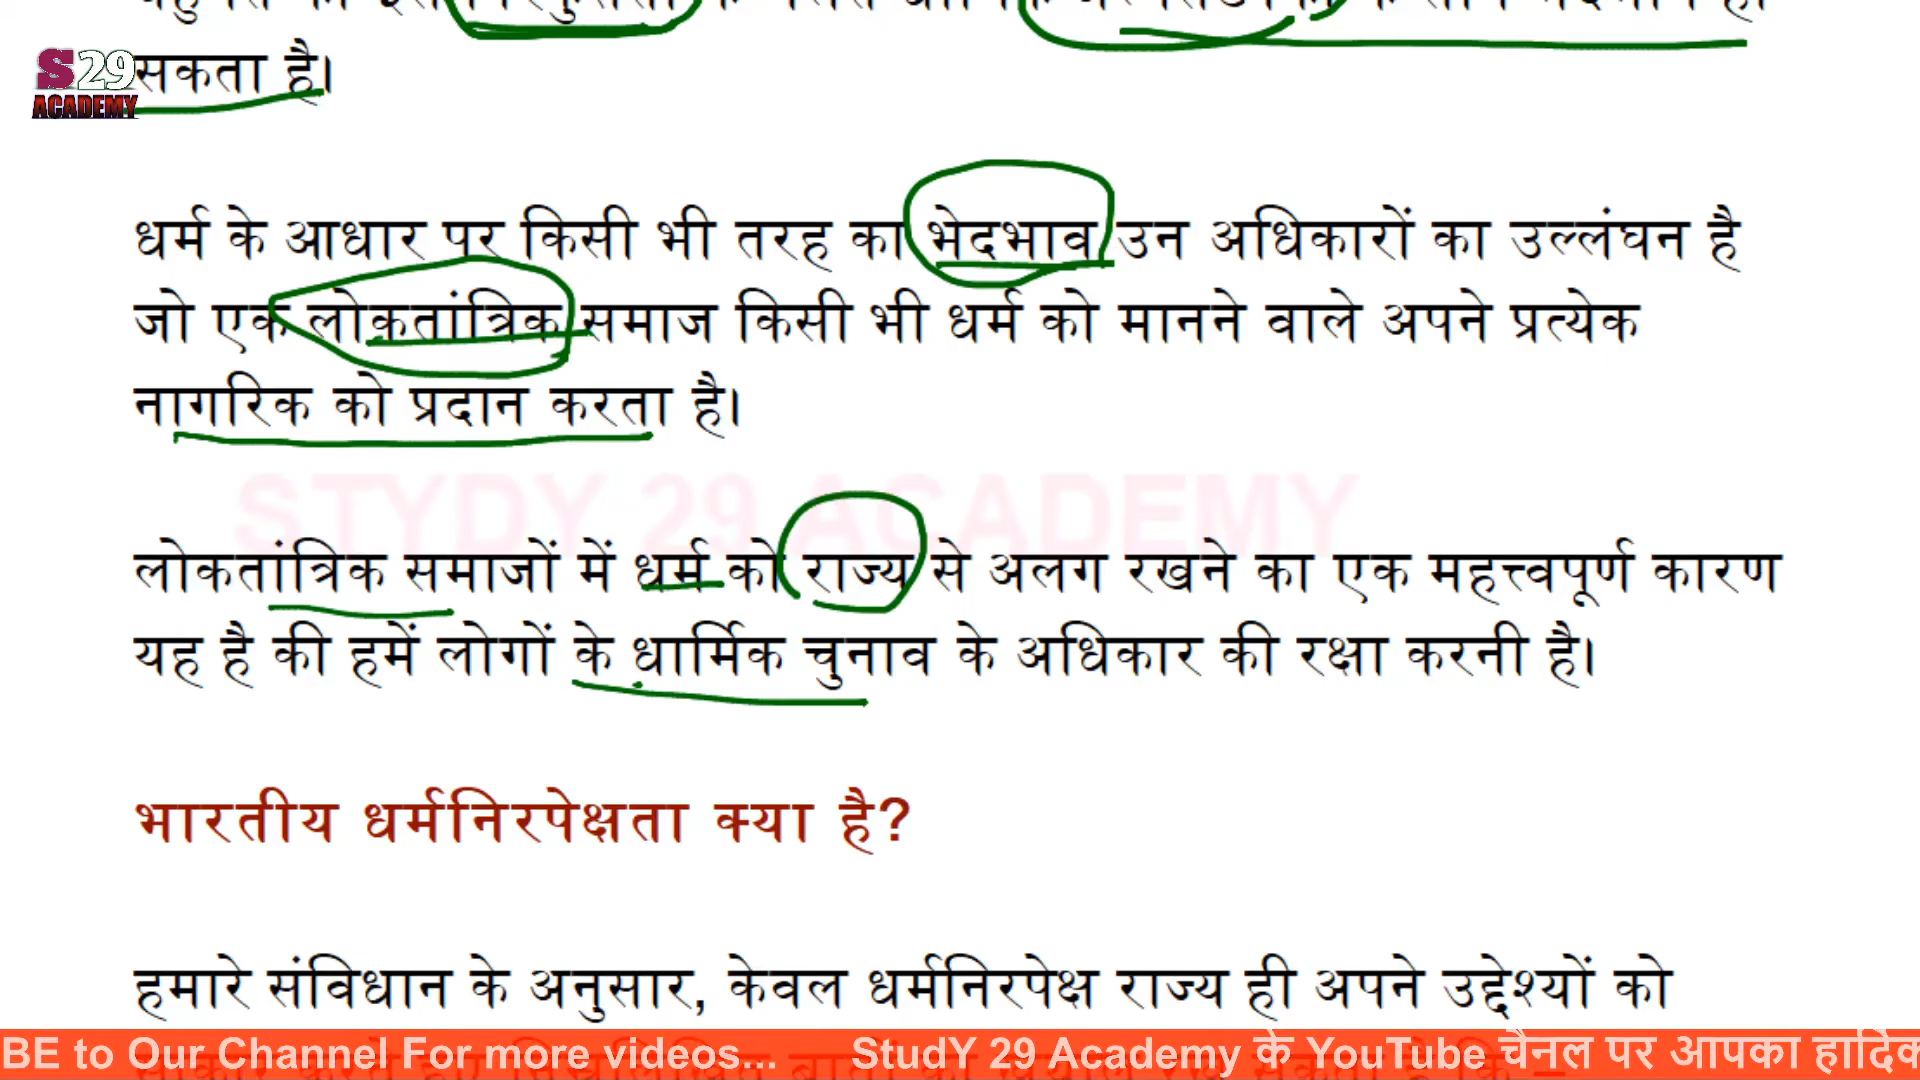 S29
ACADEMY
सकता है।
धर्म के आधार पर किसी भी तरह का भेदभाव उन अधिकारों का उल्लंघन है
जो एक लोकतांत्रिक समाज किसी भी धर्म को मानने वाले अपने प्रत्येक
नागरिक को प्रदान करता है।
STYDY 29 ACADEMY
लोकतांत्रिक समाजों में धर्म को राज्य से अलग रखने का एक महत्त्वपूर्ण कारण
यह है की हमें लोगों के धार्मिक चुनाव के अधिकार की रक्षा करनी है।
भारतीय धर्मनिरपेक्षता क्या है?
हमारे संविधान के अनुसार, केवल धर्मनिरपेक्ष राज्य ही अपने उद्देश्यों को
BE to Our Channel For more videos... StudY 29 Academy के YouTube चैनल पर आपका